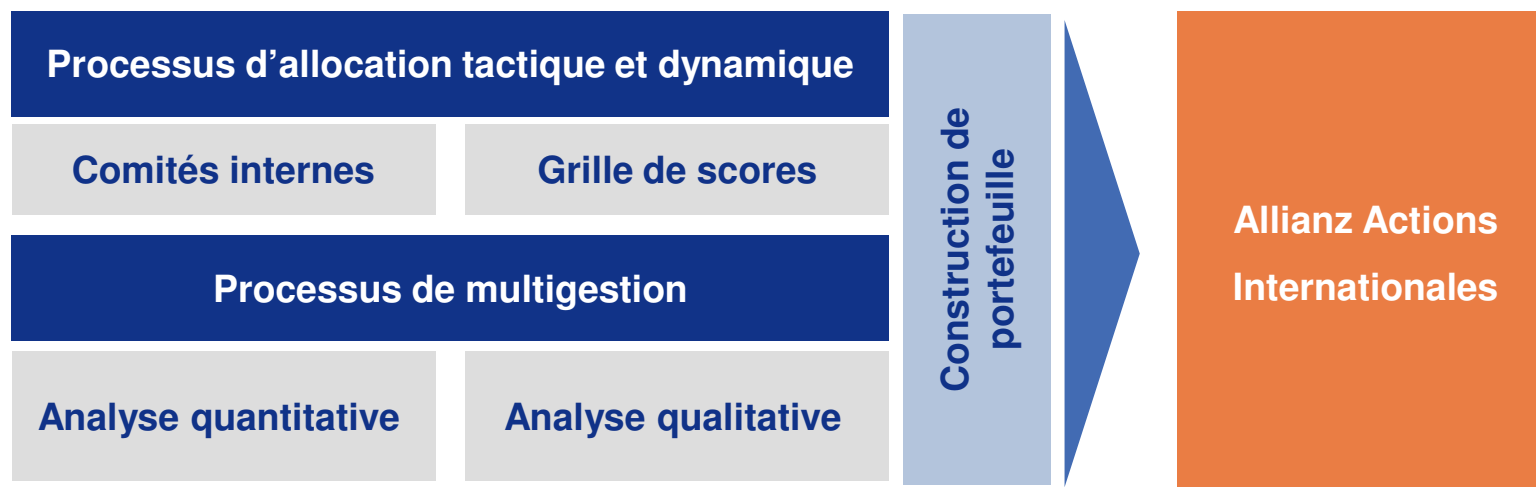 Processus d’allocation tactique et dynamique
Comités internes
Grille de scores
Processus de multigestion
Analyse quantitative
Analyse qualitative
Construction de
portefeuille
Allianz Actions
Internationales